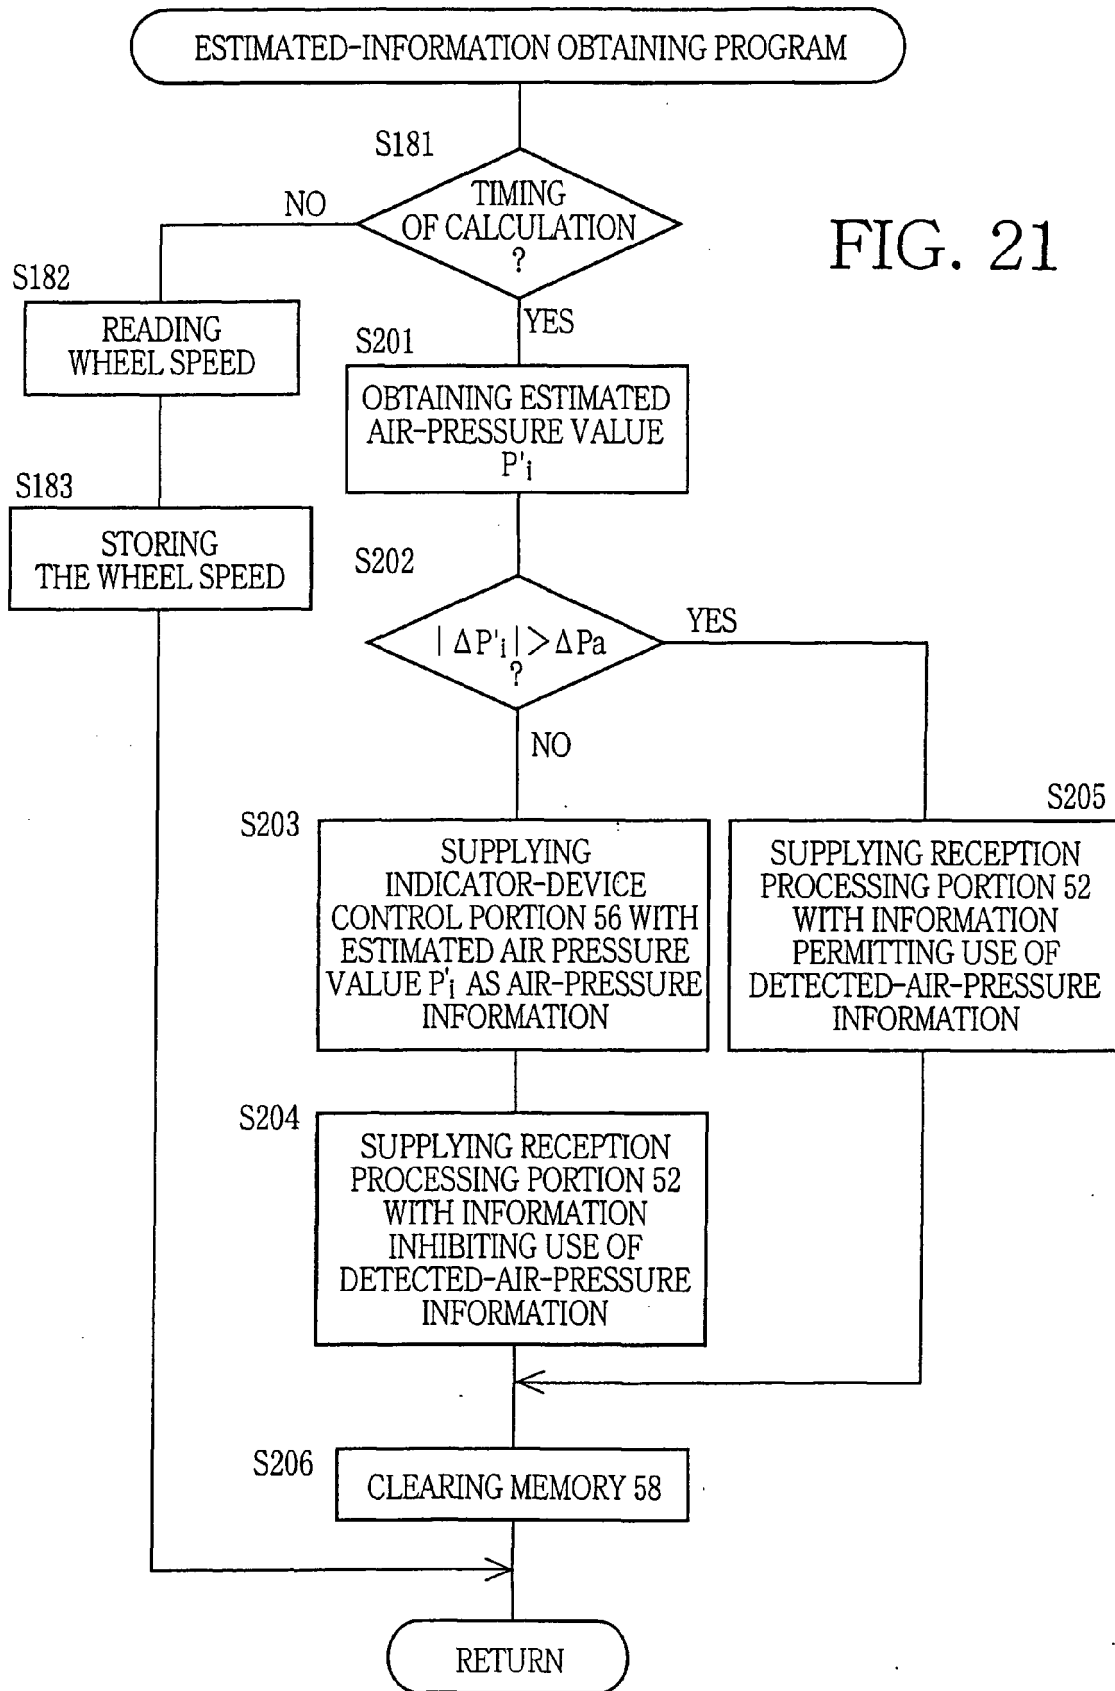 ESTIMATED-INFORMATION OBTAINING PROGRAM
S181
TIMING
OF CALCULATION
?
NO
YES
FIG. 21
S182
READING
WHEEL SPEED
S183
STORING
THE WHEEL SPEED
S201
OBTAINING ESTIMATED
AIR-PRESSURE VALUE
P'i
S202
| ΔP'i | > ΔPa
?
YES
NO
S203
SUPPLYING
INDICATOR-DEVICE
CONTROL PORTION 56 WITH
ESTIMATED AIR PRESSURE
VALUE P'i AS AIR-PRESSURE
INFORMATION
S205
SUPPLYING RECEPTION
PROCESSING PORTION 52
WITH INFORMATION
PERMITTING USE OF
DETECTED-AIR-PRESSURE
INFORMATION
S204
SUPPLYING RECEPTION
PROCESSING PORTION 52
WITH INFORMATION
INHIBITING USE OF
DETECTED-AIR-PRESSURE
INFORMATION
S206
CLEARING MEMORY 58
RETURN